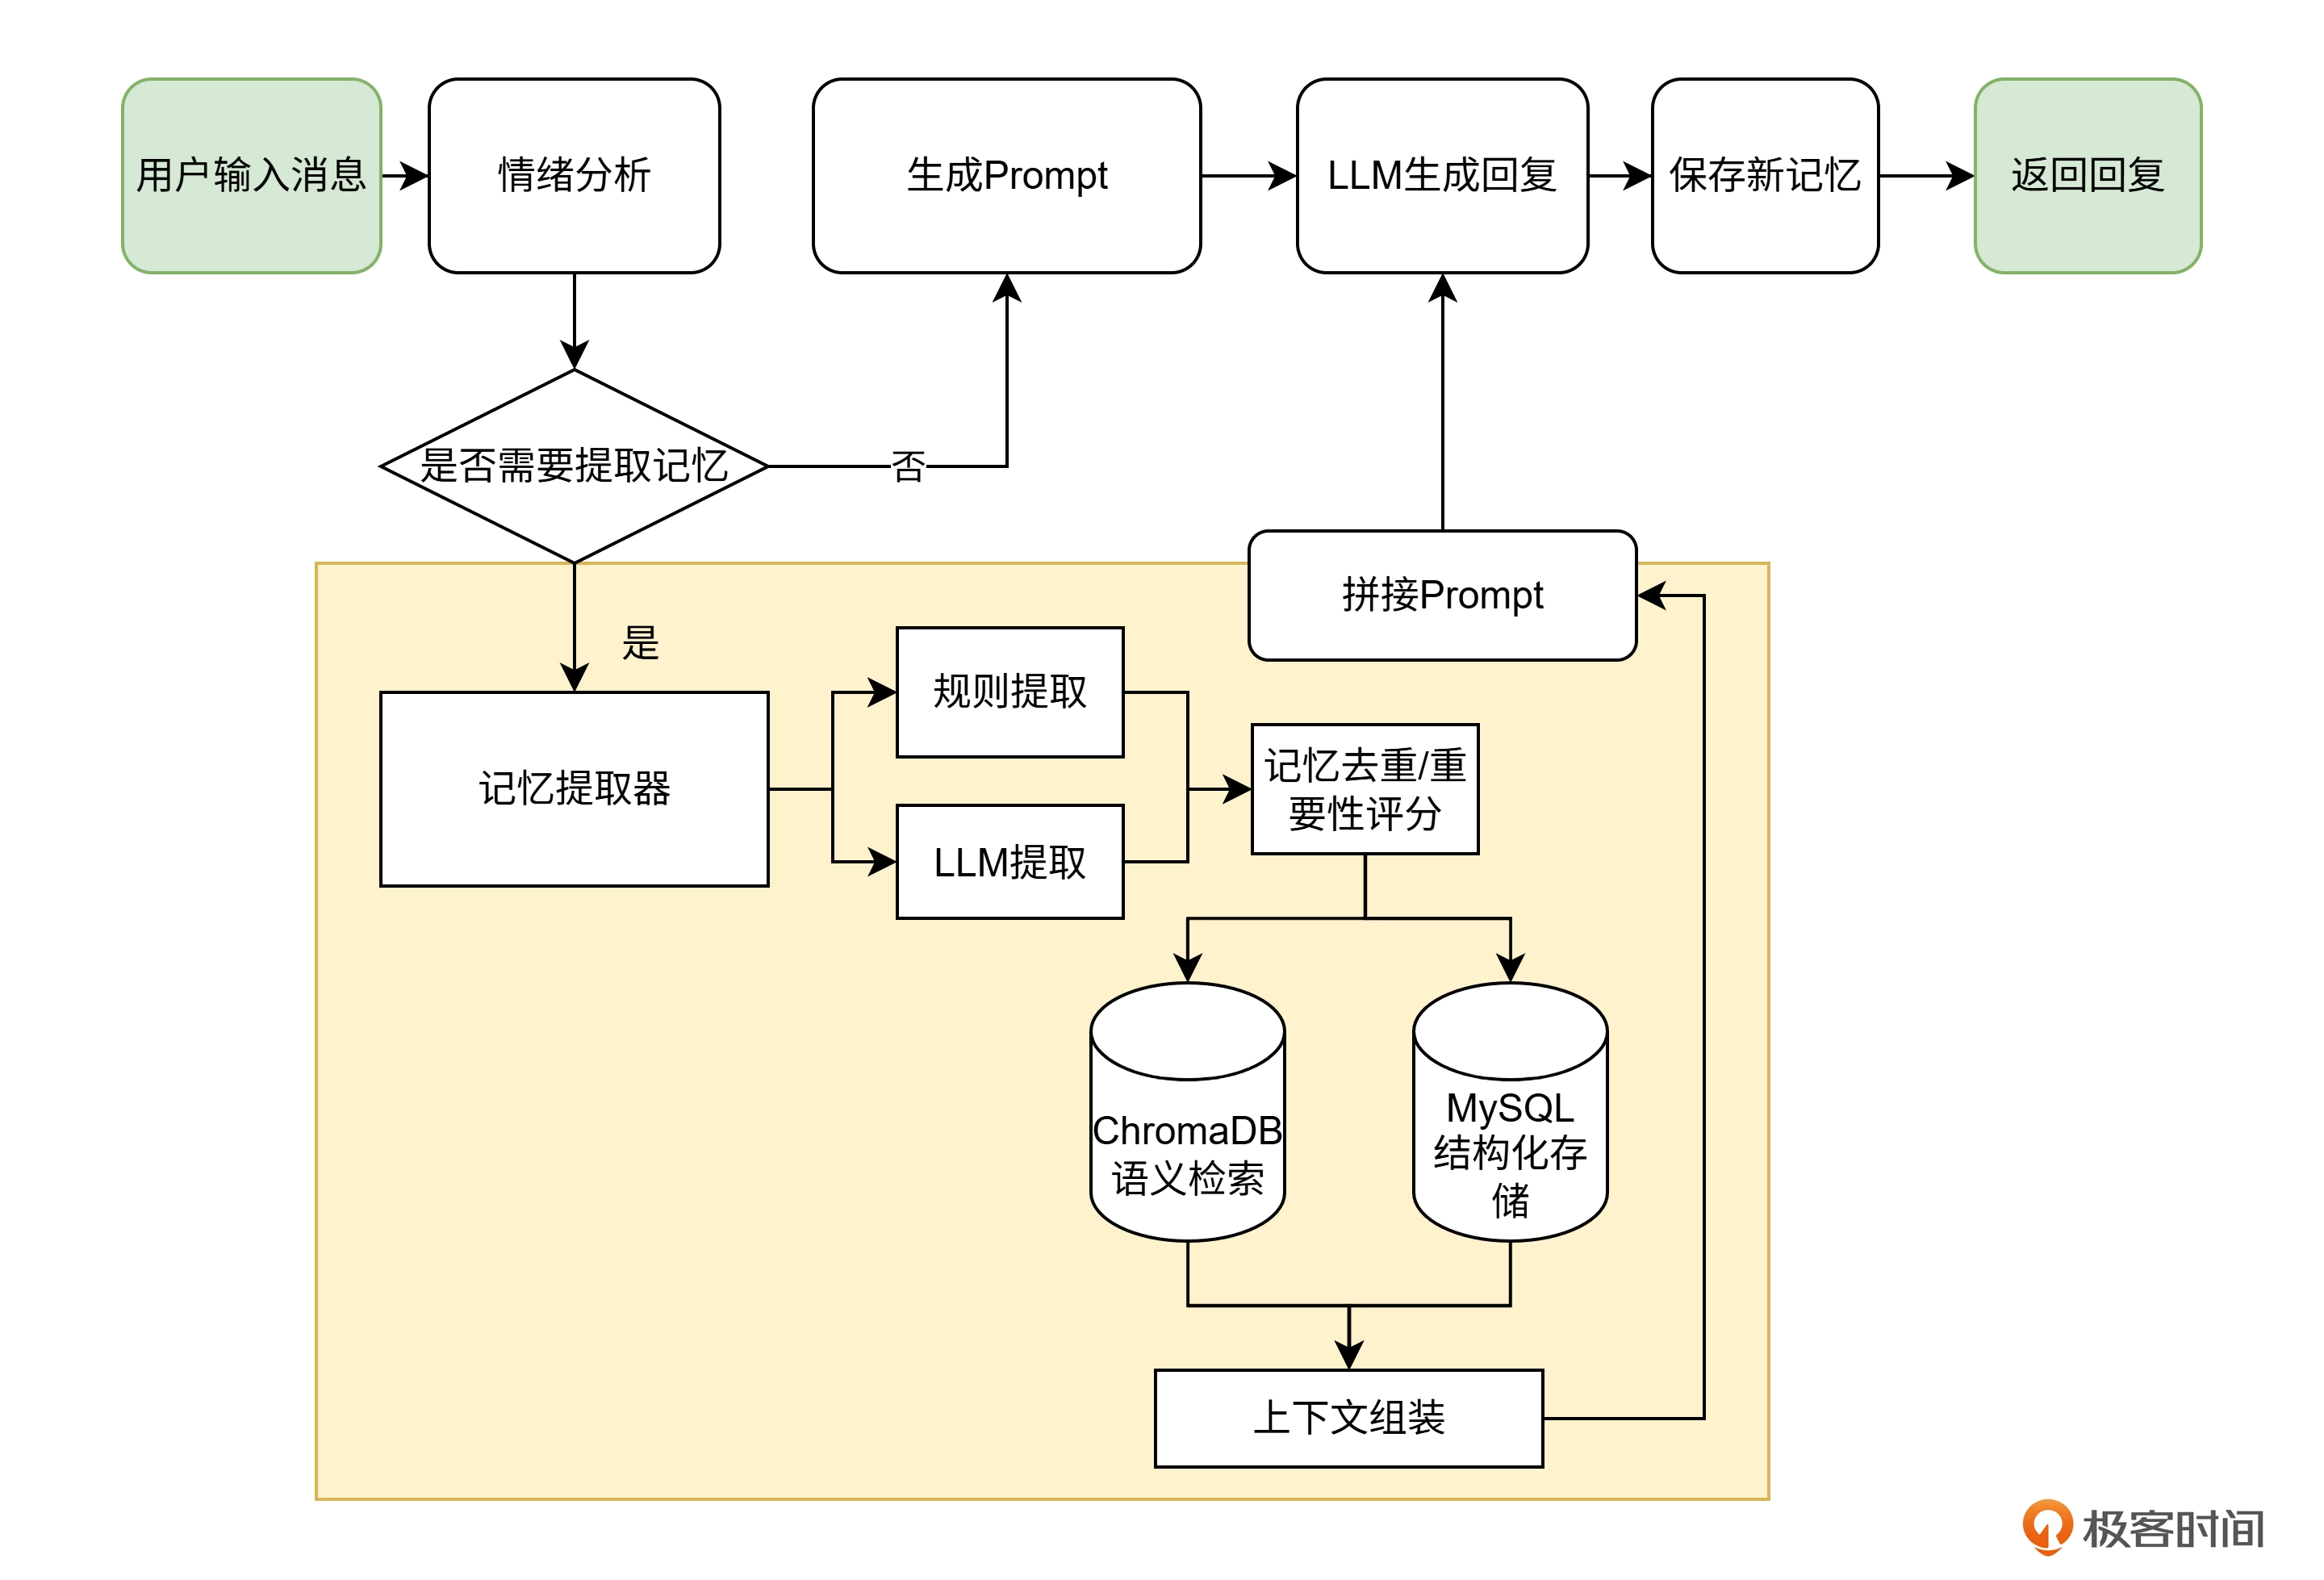 用户输入消息
情绪分析
生成Prompt
LLM生成回复
保存新记忆
返回回复
是否需要提取记忆
否
是
拼接Prompt
记忆提取器
规则提取
LLM提取
记忆去重/重
要性评分
ChromaDB
语义检索
MySQL
结构化存
储
上下文组装
极客时间